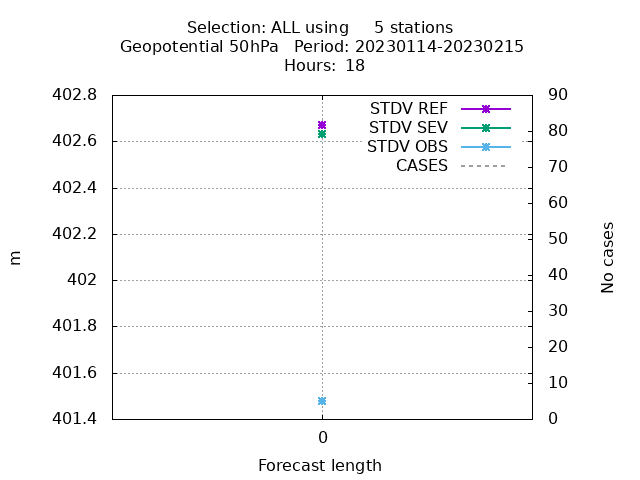 Selection: ALL using     5 stations
Geopotential 50hPa   Period: 20230114-20230215
Hours: 18
402.8
402.6
402.4
402.2
402
401.8
401.6
401.4
m
90
80
70
60
50
40
30
20
10
0
No cases
STDV REF
STDV SEV
STDV OBS
CASES
0
Forecast length